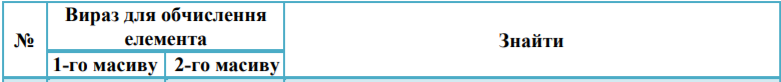 №
Вираз для обчислення
елемента
1-го масиву
2-го масиву
Знайти